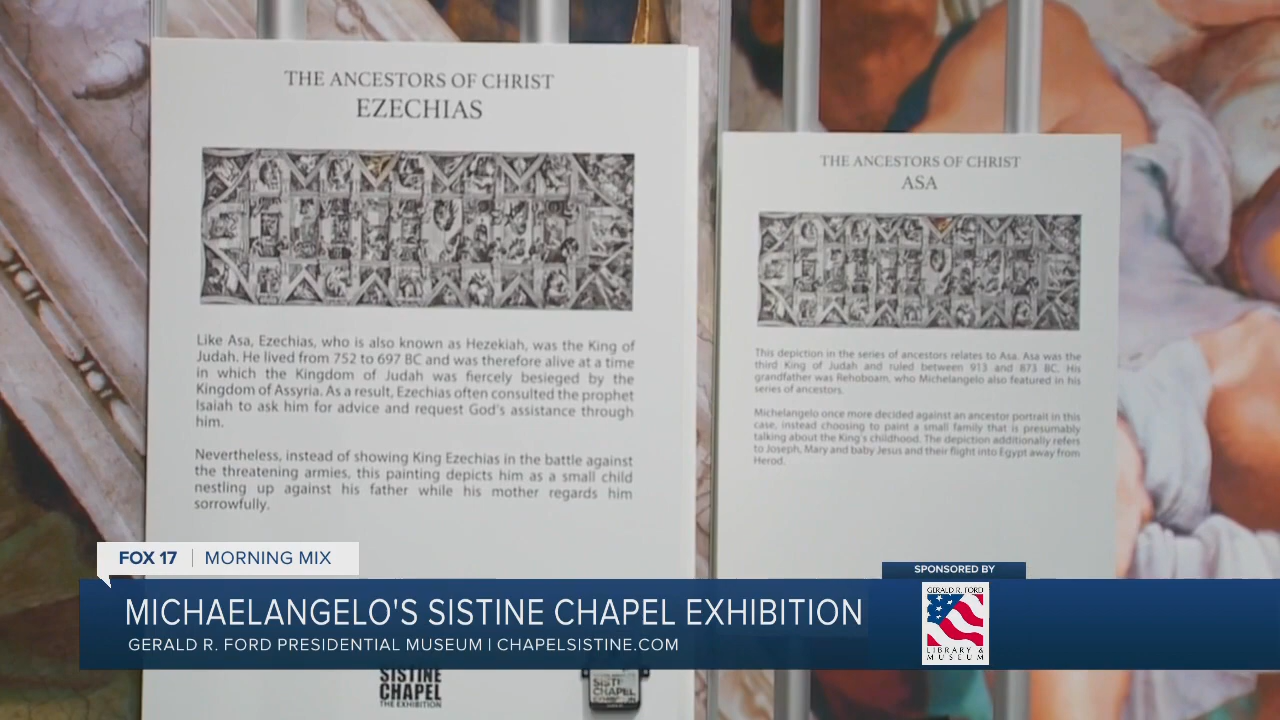 THE ANCESTORS OF CHRIST
EZECHIAS
Like Asa, Ezechias, who is also known as Hezekiah, was the King of
Judah. He lived from 752 to 697 BC and was therefore alive at a time
in which the Kingdom of Judah was fiercely besieged by the
Kingdom of Assyria. As a result, Ezechias often consulted the prophet
Isaiah to ask him for advice and request God's assistance through
him.
Nevertheless, instead of showing King Ezechias in the battle against
the threatening armies, this painting depicts him as a small child
nestling up against his father while his mother regards him
sorrowfully.
THE ANCESTORS OF CHRIST
ASA
This depiction in the series of ancestors relates to Asa. Asa was the
third King of Judah and ruled between 913 and 873 BC. His
grandfather was Rehoboam, who Michelangelo also featured in his
series of ancestors.
Michelangelo once more decided against an ancestor portrait in this
case, instead choosing to paint a small family that is presumably
talking about the King's childhood. The depiction additionally refers
to Joseph, Mary and baby Jesus and their flight into Egypt away from
Herod.
FOX 17 | MORNING MIX
SPONSORED BY
MICHAELANGELO'S SISTINE CHAPEL EXHIBITION
GERALD R. FORD PRESIDENTIAL MUSEUM | CHAPELSISTINE.COM
GERALD R. FORD
LIBRARY &
MUSEUM
SISTINE
CHAPEL
THE EXHIBITION
CHAPEL